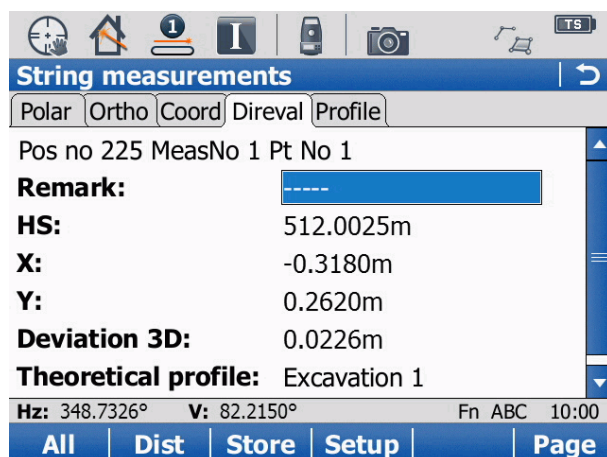 1 I TS
String measurements
Polar Ortho Coord Direval Profile
Pos no 225 MeasNo 1 Pt No 1
Remark: -----
HS: 512.0025m
X: -0.3180m
Y: 0.2620m
Deviation 3D: 0.0226m
Theoretical profile: Excavation 1
Hz: 348.7326° V: 82.2150° Fn ABC 10:00
All Dist Store Setup Page